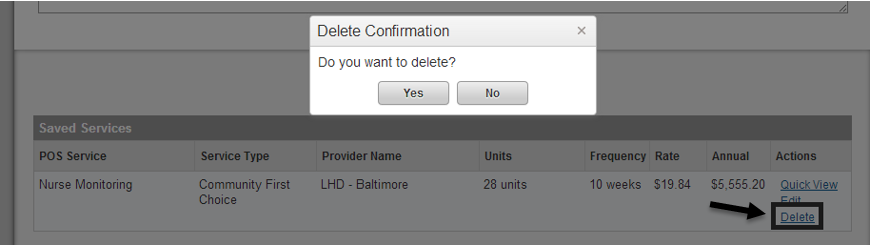 Delete Confirmation ×
Do you want to delete?
Yes No
Saved Services
POS Service Service Type Provider Name Units Frequency Rate Annual Actions
Nurse Monitoring Community First LHD - Baltimore 28 units 10 weeks $19.84 $5,555.20 Quick View
Choice Edit
Delete